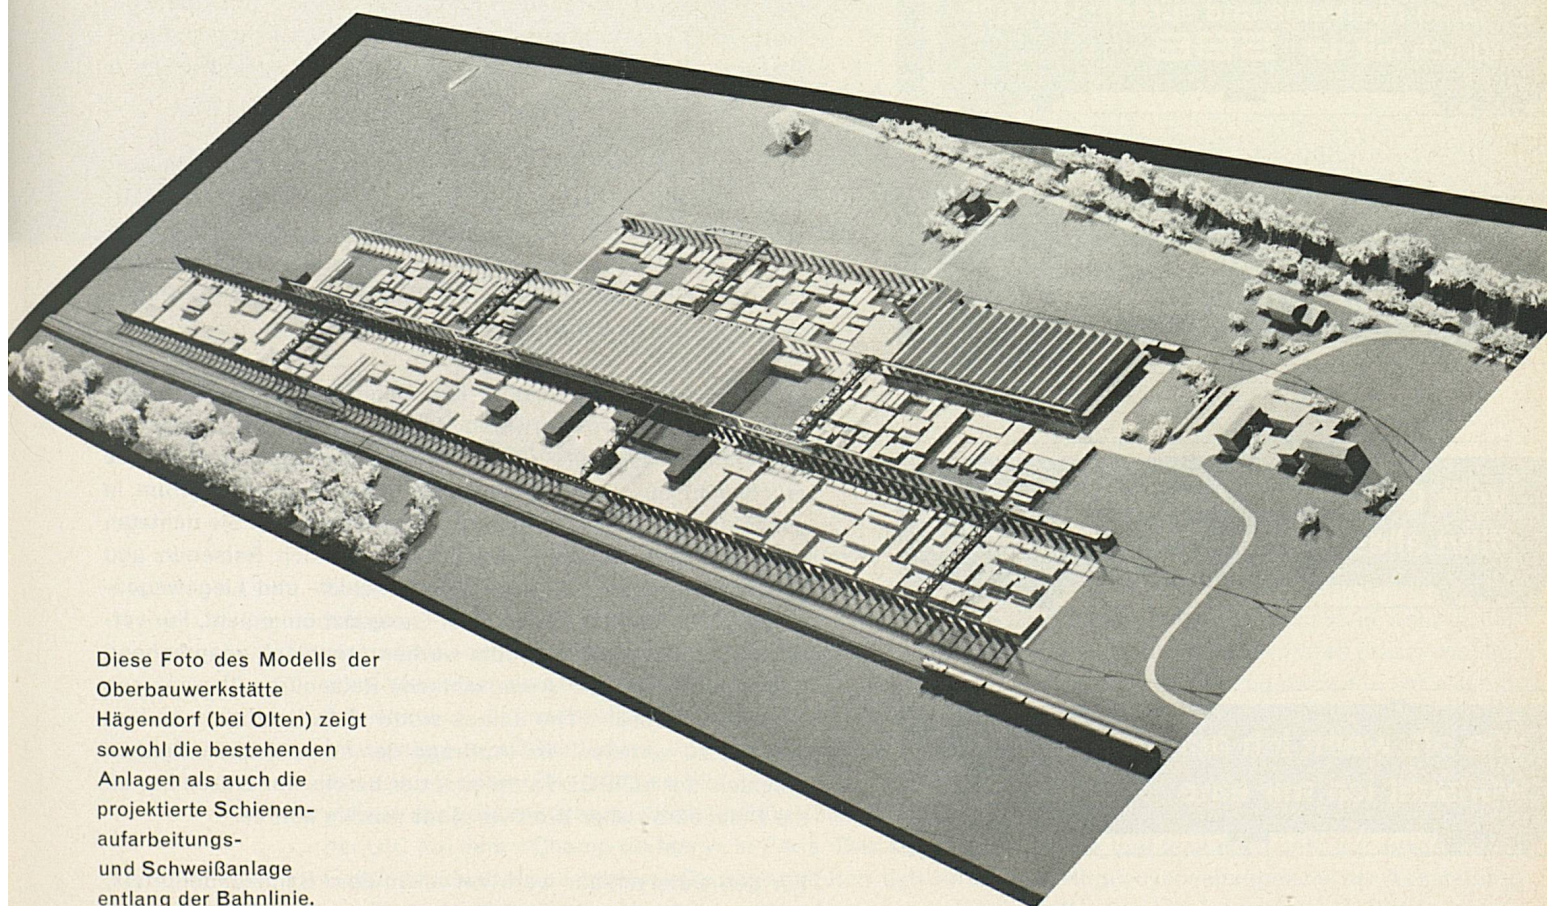 Diese Foto des Modells der
Oberbauwerkstätte
Hägendorf (bei Olten) zeigt
sowohl die bestehenden
Anlagen als auch die
projektierte Schienen-
aufarbeitungs-
und Schweißanlage
entlang der Bahnlinie.